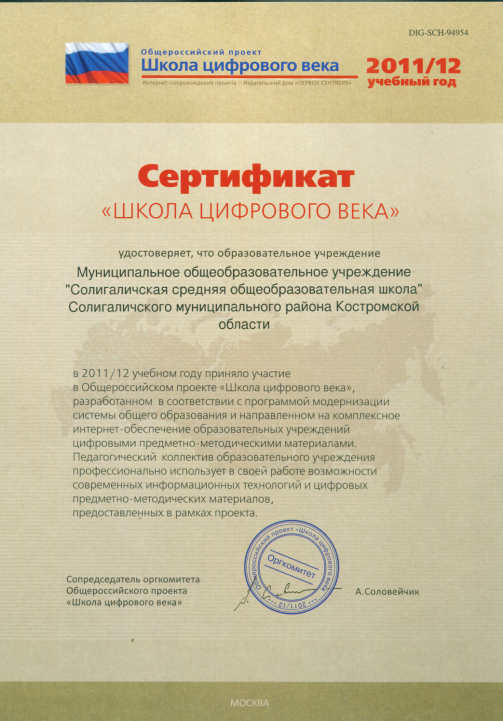 DIG-SCH-94954
Общероссийский проект
Школа цифрового века
Интернет-сопровождение проекта – Издательский дом «ПЕРВОЕ СЕНТЯБРЯ»
2011/12
учебный год
Сертификат
«ШКОЛА ЦИФРОВОГО ВЕКА»
удостоверяет, что образовательное учреждение
Муниципальное общеобразовательное учреждение
"Солигаличская средняя общеобразовательная школа"
Солигаличского муниципального района Костромской
области
в 2011/12 учебном году приняло участие
в Общероссийском проекте «Школа цифрового века»,
разработанном в соответствии с программой модернизации
системы общего образования и направленном на комплексное
интернет-обеспечение образовательных учреждений
цифровыми предметно-методическими материалами.
Педагогический коллектив образовательного учреждения
профессионально использует в своей работе возможности
современных информационных технологий и цифровых
предметно-методических материалов,
предоставленных в рамках проекта.
Общероссийский проект «Школа цифрового века»
Оргкомитет
2011/12
Сопредседатель оргкомитета
Общероссийского проекта
«Школа цифрового века»
А.Соловейчик
МОСКВА